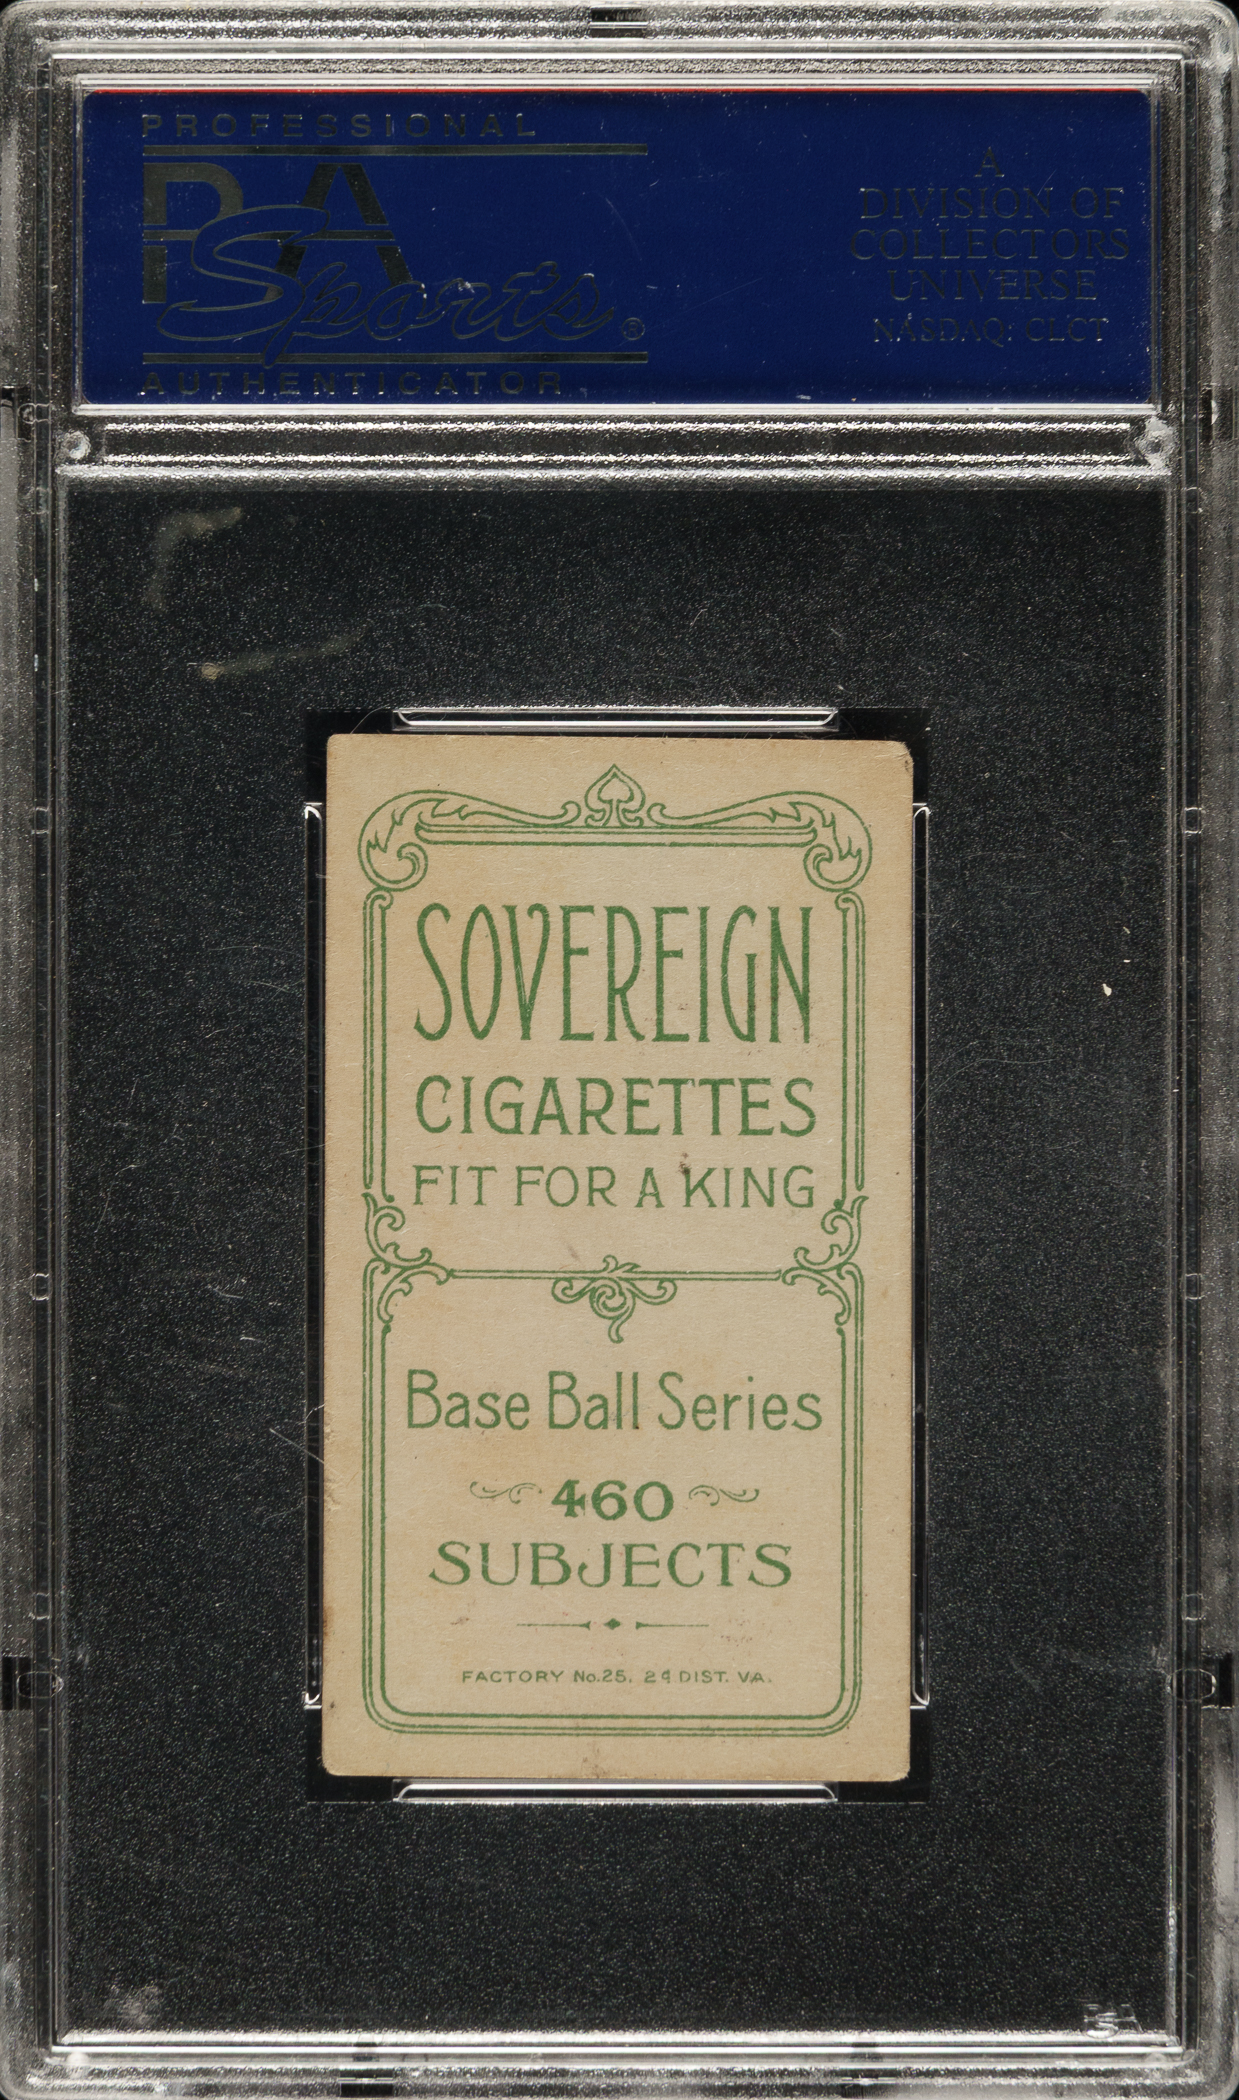 PROFESSIONAL
PSA
Sports®
AUTHENTICATOR
A
DIVISION OF
COLLECTORS
UNIVERSE
NASDAQ: CLCT
SOVEREIGN
CIGARETTES
FIT FOR A KING
Base Ball Series
460
SUBJECTS
FACTORY No.25. 2d DIST. VA.
PSA